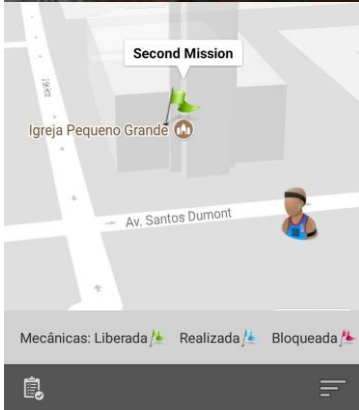 Second Mission
Igreja Pequeno Grande
Av. Santos Dumont
Mecânicas: Liberada Realizada Bloqueada